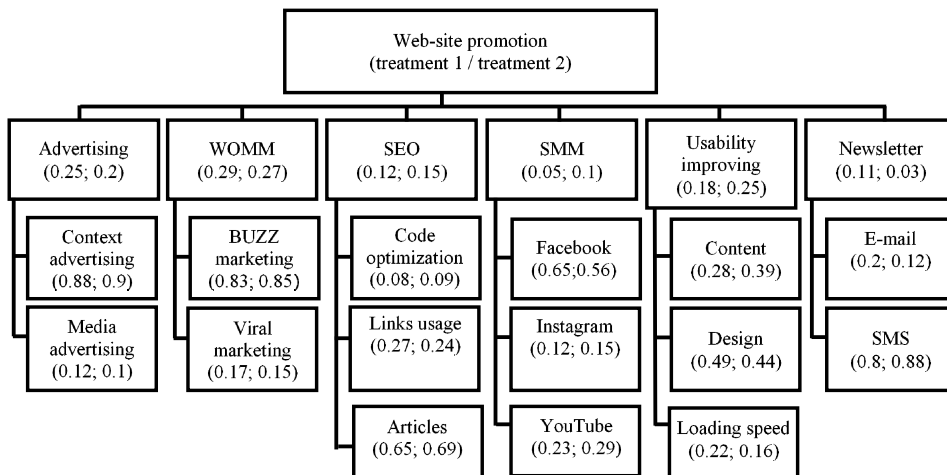 Web-site promotion
(treatment 1 / treatment 2)
Advertising
(0.25; 0.2)
WOMM
(0.29; 0.27)
SEO
(0.12; 0.15)
SMM
(0.05; 0.1)
Usability
improving
(0.18; 0.25)
Newsletter
(0.11; 0.03)
Context
advertising
(0.88; 0.9)
BUZZ
marketing
(0.83; 0.85)
Code
optimization
(0.08; 0.09)
Facebook
(0.65;0.56)
Content
(0.28; 0.39)
E-mail
(0.2; 0.12)
Media
advertising
(0.12; 0.1)
Viral
marketing
(0.17; 0.15)
Links usage
(0.27; 0.24)
Instagram
(0.12; 0.15)
Design
(0.49; 0.44)
SMS
(0.8; 0.88)
Articles
(0.65; 0.69)
YouTube
(0.23; 0.29)
Loading speed
(0.22; 0.16)